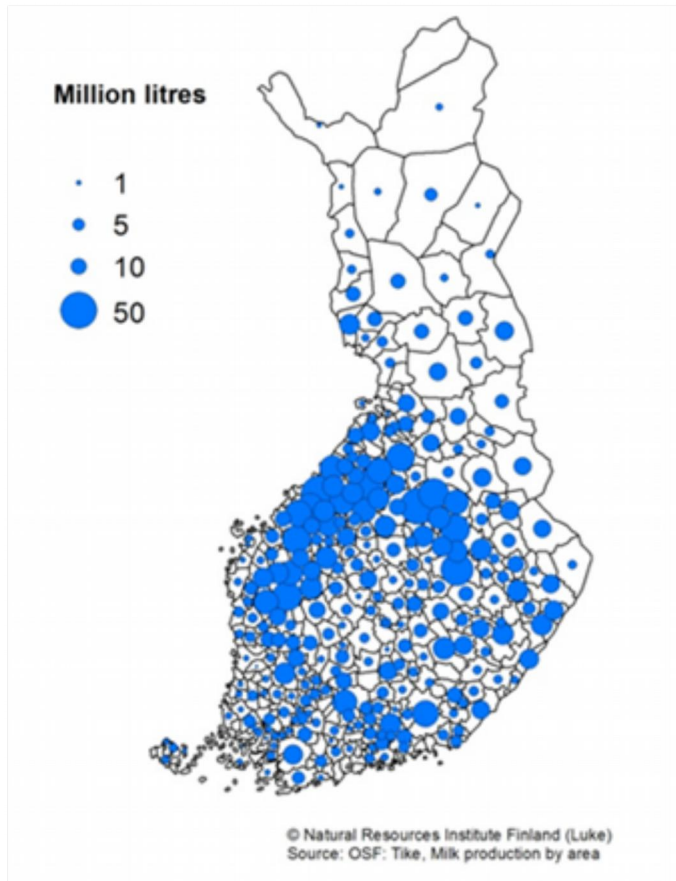 Million litres
1
5
10
50
© Natural Resources Institute Finland (Luke)
Source: OSF: Tike, Milk production by area